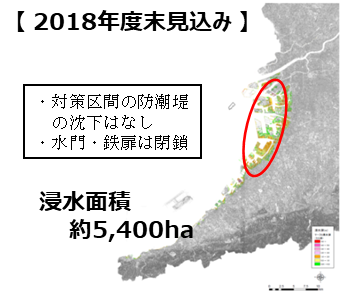 【 2018年度末見込み 】
・対策区間の防潮堤
の沈下はなし
・水門・鉄扉は閉鎖
浸水面積
約5,400ha